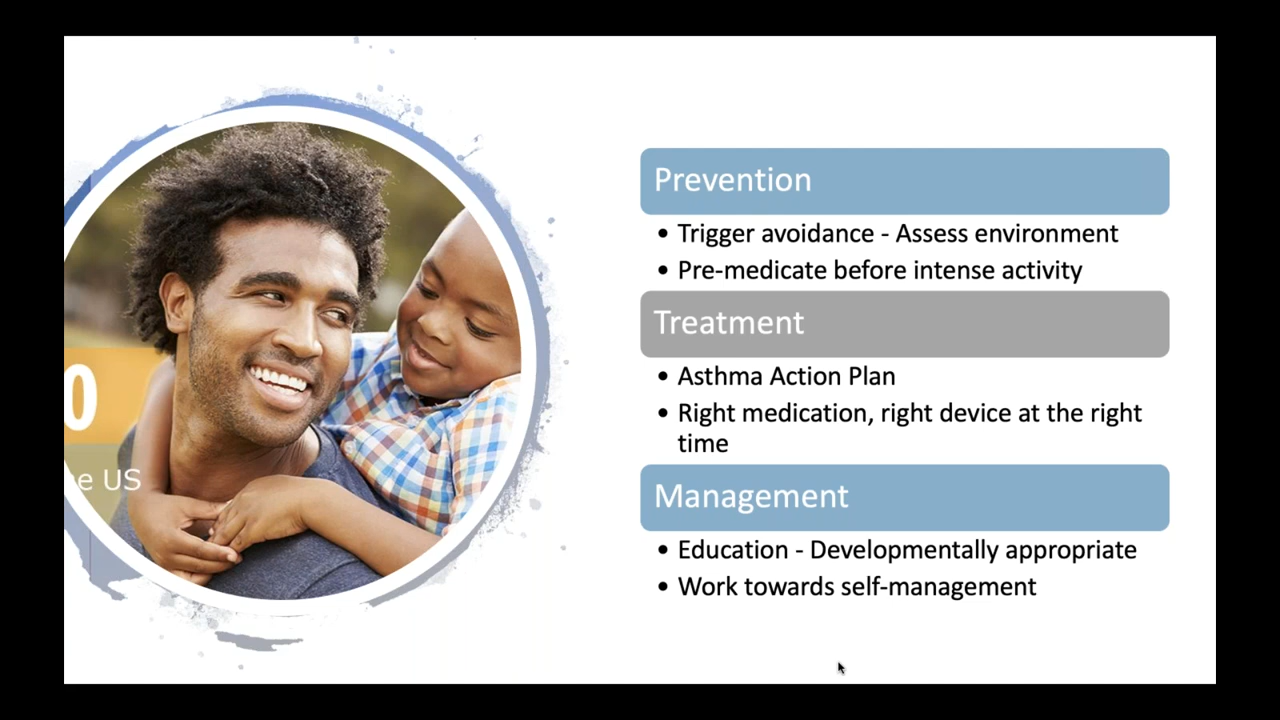 0
e US
Prevention
• Trigger avoidance - Assess environment
• Pre-medicate before intense activity
Treatment
• Asthma Action Plan
• Right medication, right device at the right
time
Management
• Education - Developmentally appropriate
• Work towards self-management